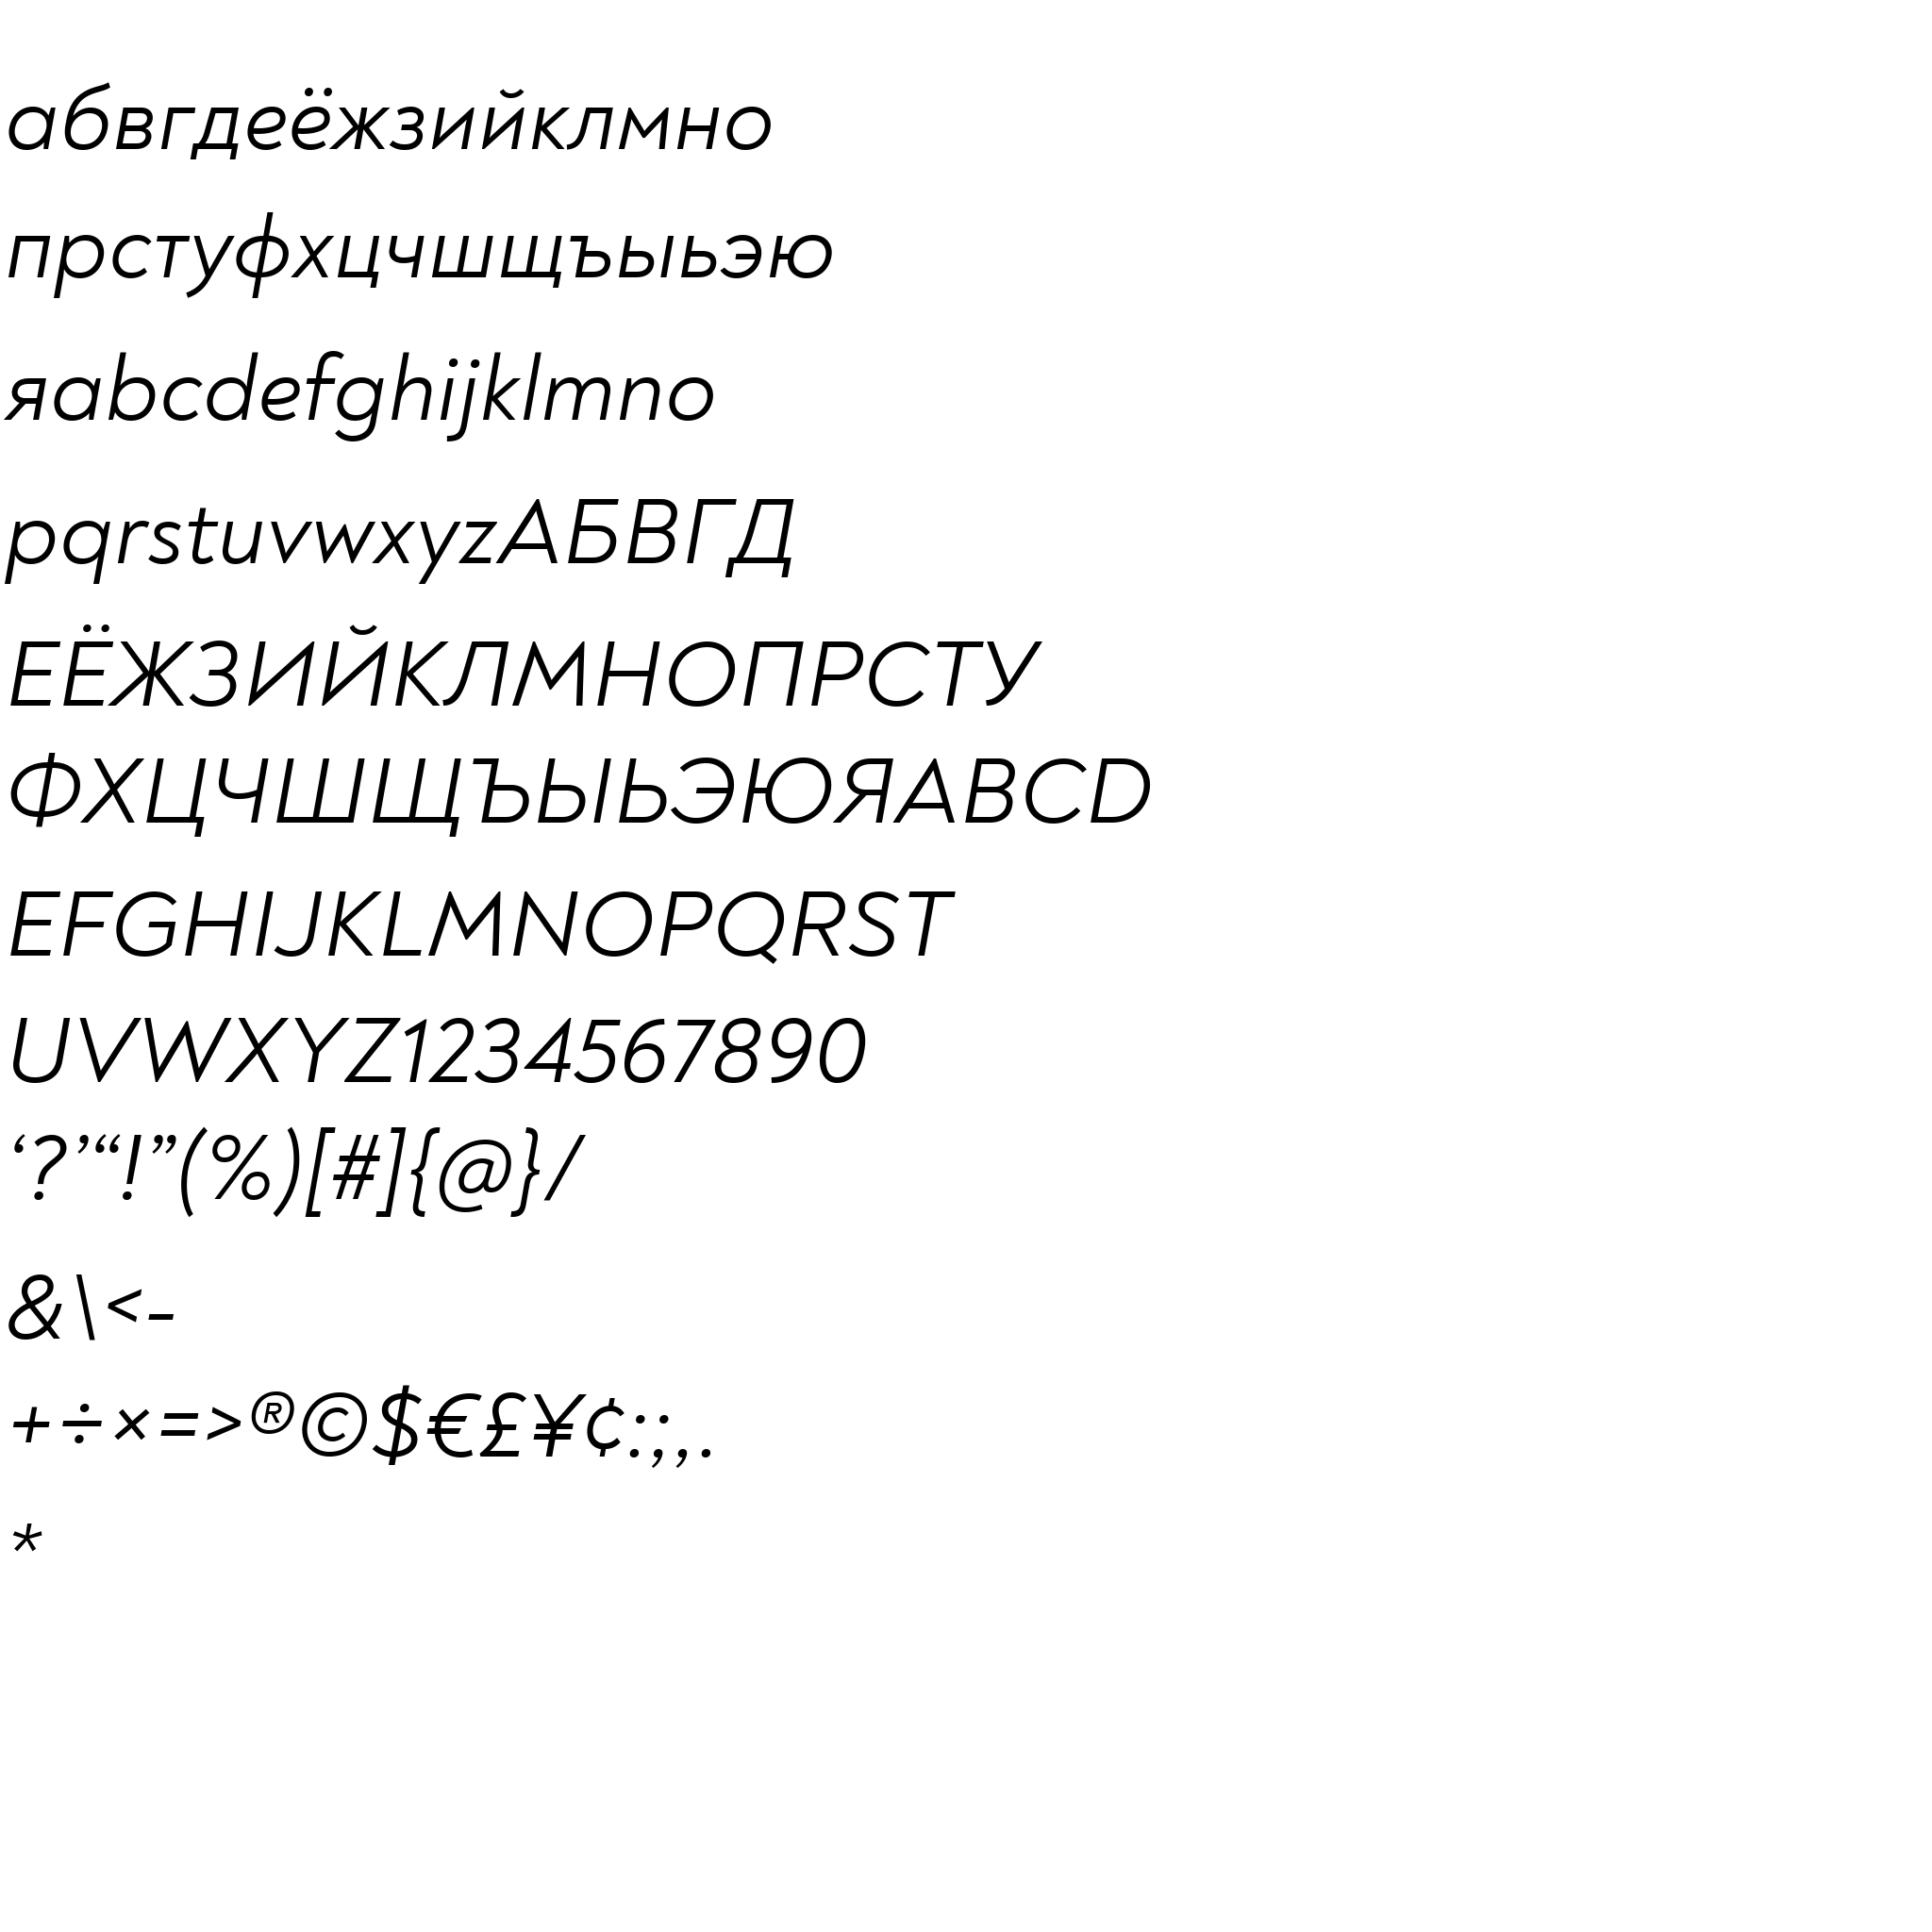 абвгдеёжзийклмно
прстуфхцчшщъыьэю
яabcdefghijklmno
pqrstuvwxyzАБВГД
ЕЁЖЗИЙКЛМНОПРСТУ
ФХЦЧШЩЪЫЬЭЮЯABCD
EFGHIJKLMNOPQRST
UVWXYZ1234567890
‘?’“!”(%)[#]{@}/
&\<-
+÷×=>®©$€£¥¢:;,.
*